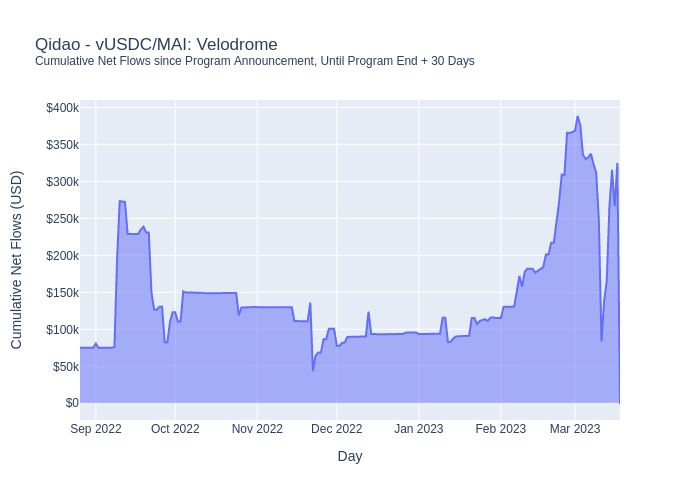 Qidao - vUSDC/MAI: Velodrome
Cumulative Net Flows since Program Announcement, Until Program End + 30 Days
Cumulative Net Flows (USD)
$400k
$350k
$300k
$250k
$200k
$150k
$100k
$50k
$0
Sep 2022 Oct 2022 Nov 2022 Dec 2022 Jan 2023 Feb 2023 Mar 2023
Day